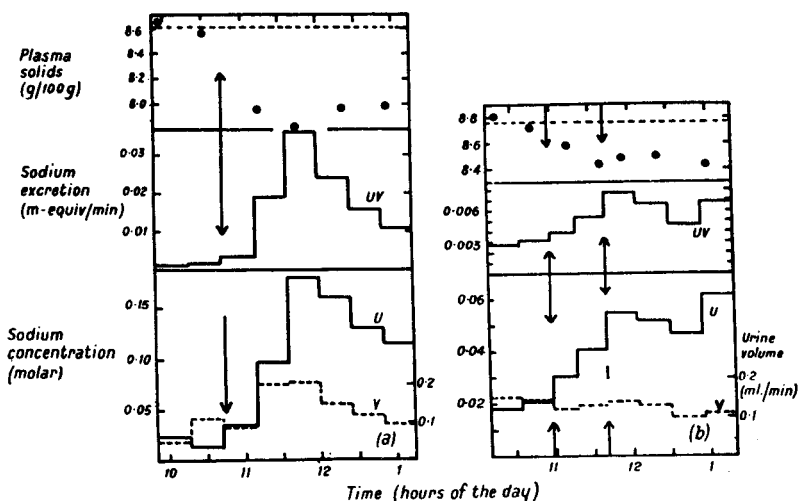 Plasma
solids
(g/100g)
8·6
8·4
8·2
8·0
Sodium
excretion
(m-equiv/min)
0·03
0·02
0·01
UV
Sodium
concentration
(molar)
0·15
0·10
0·05
U
V
0·2
0·1
(a)
10
11
12
1
8·8
8·6
8·4
0·006
0·003
UV
0·06
0·04
0·02
U
V
Urine
volume
0·2 (ml./min)
0·1
(b)
11
12
1
Time (hours of the day)